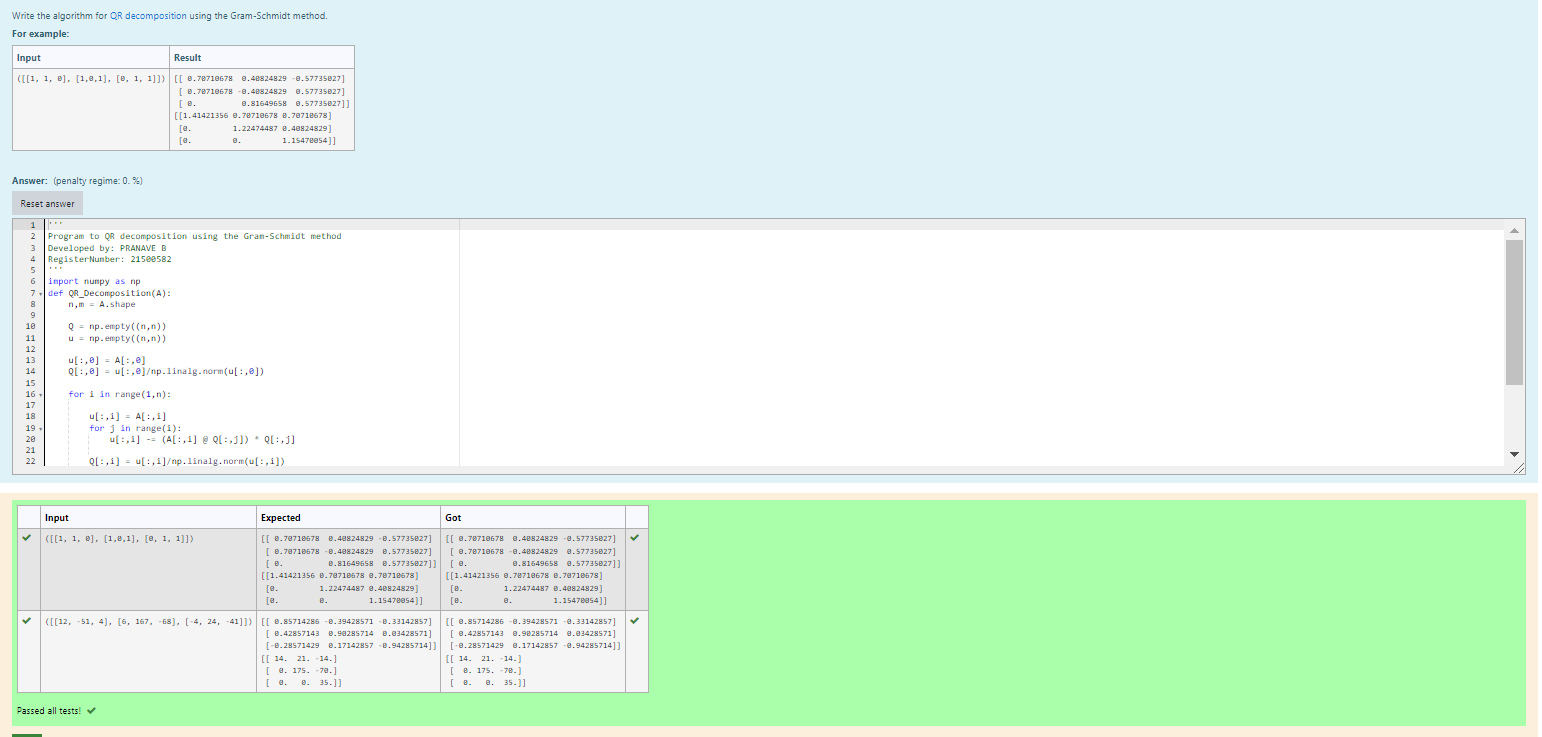 Write the algorithm for QR decomposition using the Gram-Schmidt method.
For example:
Input Result
([[1, 1, 0], [1,0,1], [0, 1, 1]]) [[ 0.70710678 0.40824829 -0.57735027]
[ 0.70710678 -0.40824829 0.57735027]
[ 0. 0.81649658 0.57735027]]
[[1.41421356 0.70710678 0.70710678]
[0. 1.22474487 0.40824829]
[0. 0. 1.15470054]]
Answer: (penalty regime: 0. %)
Reset answer
1 '''
2 Program to QR decomposition using the Gram-Schmidt method
3 Developed by: PRANAVE B
4 RegisterNumber: 21500582
5 '''
6 import numpy as np
7 def QR_Decomposition(A):
8 n,m = A.shape
9
10 Q = np.empty((n,n))
11 u = np.empty((n,n))
12
13 u[:,0] = A[:,0]
14 Q[:,0] = u[:,0]/np.linalg.norm(u[:,0])
15
16 for i in range(1,n):
17
18 u[:,i] = A[:,i]
19 for j in range(i):
20 u[:,i] -= (A[:,i] @ Q[:,j]) * Q[:,j]
21
22 Q[:,i] = u[:,i]/np.linalg.norm(u[:,i])
Input Expected Got
([[1, 1, 0], [1,0,1], [0, 1, 1]]) [[ 0.70710678 0.40824829 -0.57735027] [[ 0.70710678 0.40824829 -0.57735027]
[ 0.70710678 -0.40824829 0.57735027] [ 0.70710678 -0.40824829 0.57735027]
[ 0. 0.81649658 0.57735027]] [ 0. 0.81649658 0.57735027]]
[[1.41421356 0.70710678 0.70710678] [[1.41421356 0.70710678 0.70710678]
[0. 1.22474487 0.40824829] [0. 1.22474487 0.40824829]
[0. 0. 1.15470054]] [0. 0. 1.15470054]]
([[12, -51, 4], [6, 167, -68], [-4, 24, -41]]) [[ 0.85714286 -0.39428571 -0.33142857] [[ 0.85714286 -0.39428571 -0.33142857]
[ 0.42857143 0.90285714 0.03428571] [ 0.42857143 0.90285714 0.03428571]
[-0.28571429 0.17142857 -0.94285714]] [-0.28571429 0.17142857 -0.94285714]]
[[ 14. 21. -14.] [[ 14. 21. -14.]
[ 0. 175. -70.] [ 0. 175. -70.]
[ 0. 0. 35.]] [ 0. 0. 35.]]
Passed all tests!